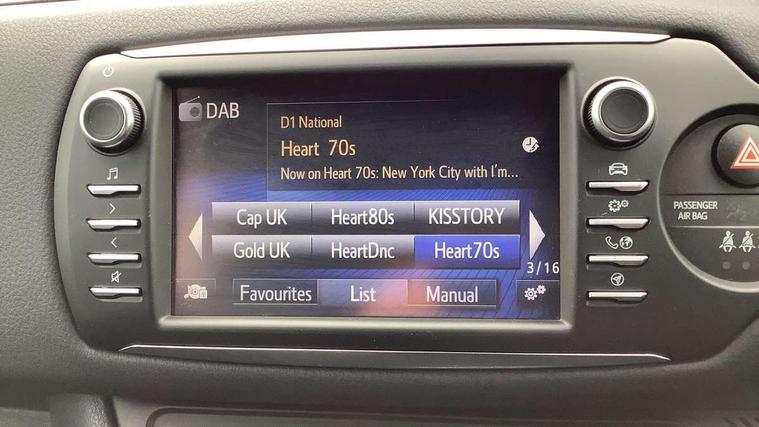 DAB
D1 National
Heart 70s
Now on Heart 70s: New York City with I'm...
Cap UK Heart80s KISSTORY
Gold UK HeartDnc Heart70s
3/16
Favourites List Manual
PASSENGER
AIR BAG